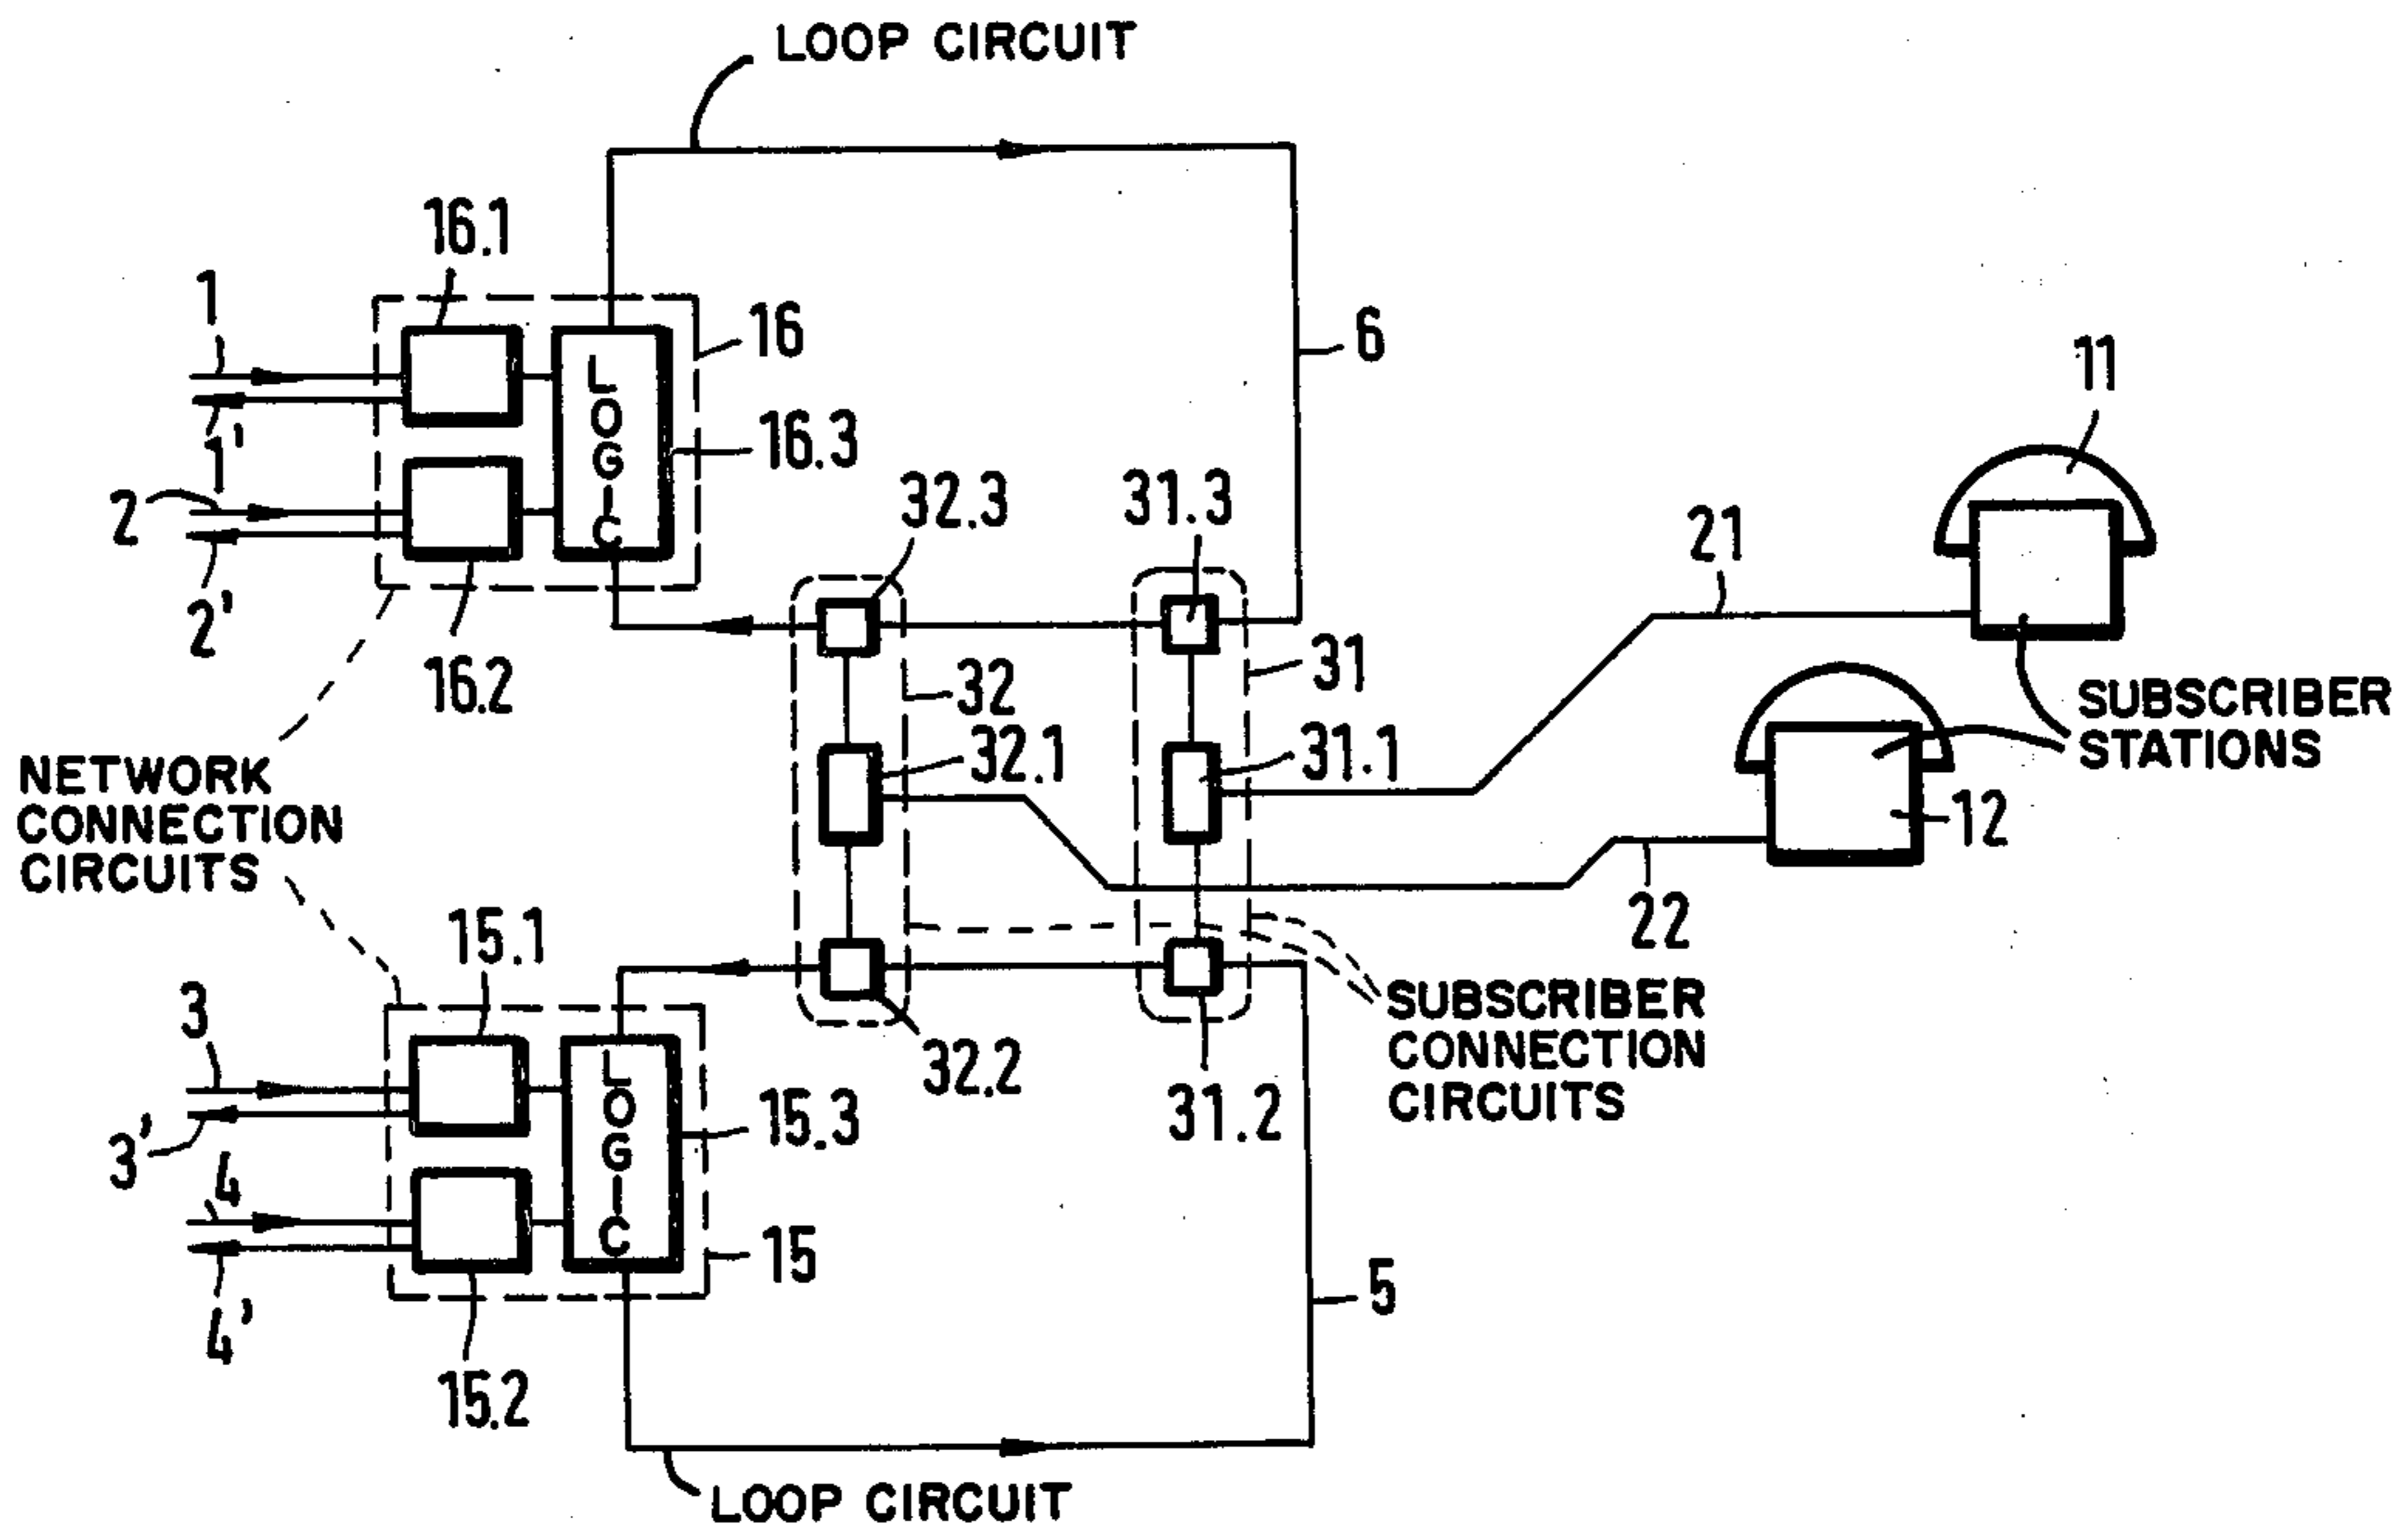 LOOP CIRCUIT
16.1
1
16
6
11
1'
16.3
2
32.3
31.3
21
2'
16.2
LOGIC
32
31
SUBSCRIBER
STATIONS
32.1
31.1
12
NETWORK
CONNECTION
CIRCUITS
22
15.1
3
SUBSCRIBER
CONNECTION
CIRCUITS
32.2
31.2
15.3
3'
4
LOGIC
15
5
4'
15.2
LOOP CIRCUIT